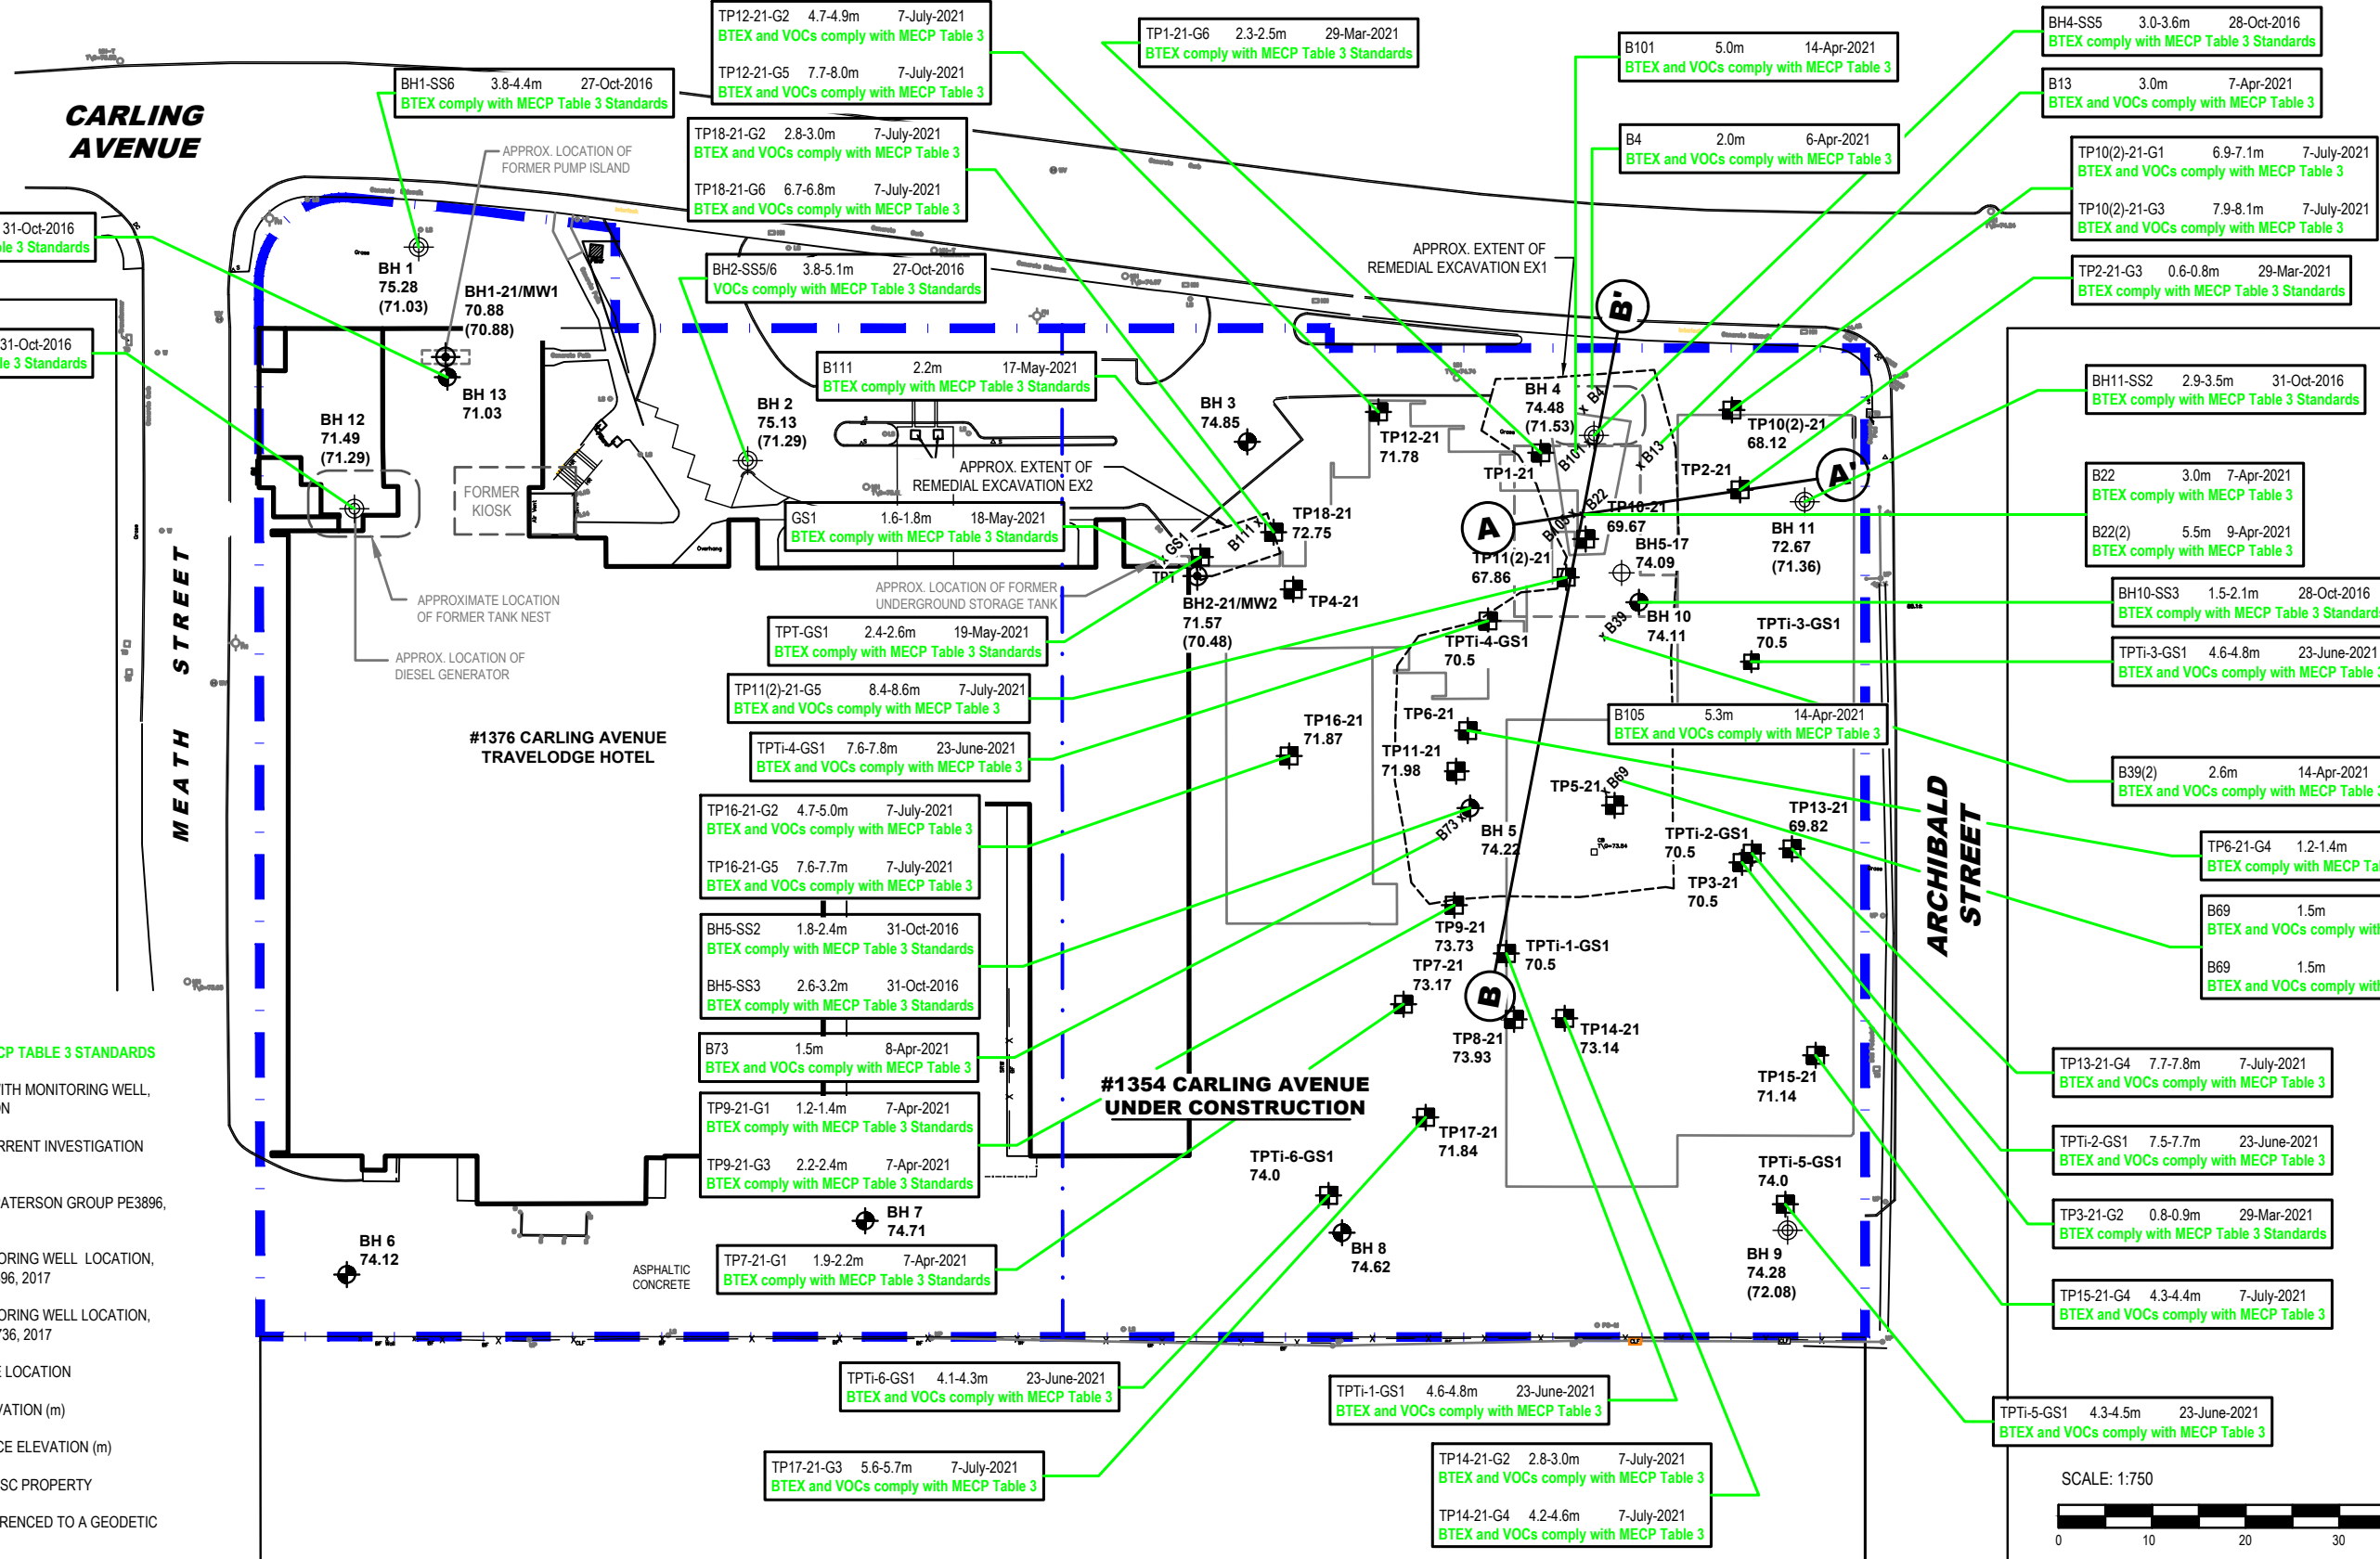 CARLING
AVENUE
BH1-SS6 3.8-4.4m 27-Oct-2016
BTEX comply with MECP Table 3 Standards
TP12-21-G2 4.7-4.9m 7-July-2021
BTEX and VOCs comply with MECP Table 3
TP12-21-G5 7.7-8.0m 7-July-2021
BTEX and VOCs comply with MECP Table 3
TP1-21-G6 2.3-2.5m 29-Mar-2021
BTEX comply with MECP Table 3 Standards
B101 5.0m 14-Apr-2021
BTEX and VOCs comply with MECP Table 3
BH4-SS5 3.0-3.6m 28-Oct-2016
BTEX comply with MECP Table 3 Standards
B13 3.0m 7-Apr-2021
BTEX and VOCs comply with MECP Table 3
B4 2.0m 6-Apr-2021
BTEX and VOCs comply with MECP Table 3
TP18-21-G2 2.8-3.0m 7-July-2021
BTEX and VOCs comply with MECP Table 3
TP18-21-G6 6.7-6.8m 7-July-2021
BTEX and VOCs comply with MECP Table 3
TP10(2)-21-G1 6.9-7.1m 7-July-2021
BTEX and VOCs comply with MECP Table 3
TP10(2)-21-G3 7.9-8.1m 7-July-2021
BTEX and VOCs comply with MECP Table 3
APPROX. LOCATION OF
FORMER PUMP ISLAND
31-Oct-2016
ble 3 Standards
31-Oct-2016
ble 3 Standards
BH 1
75.28
(71.03)
BH1-21/MW1
70.88
(70.88)
BH 13
71.03
BH 12
71.49
(71.29)
BH2-SS5/6 3.8-5.1m 27-Oct-2016
VOCs comply with MECP Table 3 Standards
APPROX. EXTENT OF
REMEDIAL EXCAVATION EX1
TP2-21-G3 0.6-0.8m 29-Mar-2021
BTEX comply with MECP Table 3 Standards
B111 2.2m 17-May-2021
BTEX comply with MECP Table 3 Standards
BH11-SS2 2.9-3.5m 31-Oct-2016
BTEX comply with MECP Table 3 Standards
B'
BH 2
75.13
(71.29)
BH 3
74.85
TP12-21
71.78
BH 4
74.48
(71.53)
B4
B101
B13
TP1-21
TP10(2)-21
68.12
TP2-21
A'
APPROX. EXTENT OF
REMEDIAL EXCAVATION EX2
FORMER
KIOSK
GS1 1.6-1.8m 18-May-2021
BTEX comply with MECP Table 3 Standards
B22 3.0m 7-Apr-2021
BTEX comply with MECP Table 3
B22(2) 5.5m 9-Apr-2021
BTEX comply with MECP Table 3
TP18-21
72.75
A
B22
TP10-21
69.67
BH 11
72.67
(71.36)
Overhang
GS1
B111
TPT
TP11(2)-21
67.86
BH5-17
74.09
APPROX. LOCATION OF FORMER
UNDERGROUND STORAGE TANK
APPROXIMATE LOCATION
OF FORMER TANK NEST
BH2-21/MW2
71.57
(70.48)
TP4-21
BH10-SS3 1.5-2.1m 28-Oct-2016
BTEX comply with MECP Table 3 Standards
BH 10
74.11
B39
TPTi-3-GS1
70.5
TPTi-4-GS1
70.5
TPT-GS1 2.4-2.6m 19-May-2021
BTEX comply with MECP Table 3 Standards
TPTi-3-GS1 4.6-4.8m 23-June-2021
BTEX and VOCs comply with MECP Table 3
APPROX. LOCATION OF
DIESEL GENERATOR
TP11(2)-21-G5 8.4-8.6m 7-July-2021
BTEX and VOCs comply with MECP Table 3
MEATH STREET
#1376 CARLING AVENUE
TRAVELODGE HOTEL
TP16-21
71.87
TP6-21
TP11-21
71.98
B105 5.3m 14-Apr-2021
BTEX and VOCs comply with MECP Table 3
TPTi-4-GS1 7.6-7.8m 23-June-2021
BTEX and VOCs comply with MECP Table 3
B39(2) 2.6m 14-Apr-2021
BTEX and VOCs comply with MECP Table 3
TP5-21
B69
BH 5
74.22
B73
TP13-21
69.82
TPTi-2-GS1
70.5
TP3-21
70.5
ARCHIBALD
STREET
TP16-21-G2 4.7-5.0m 7-July-2021
BTEX and VOCs comply with MECP Table 3
TP16-21-G5 7.6-7.7m 7-July-2021
BTEX and VOCs comply with MECP Table 3
TP6-21-G4 1.2-1.4m
BTEX comply with MECP Tab
B69 1.5m
BTEX and VOCs comply with
B69 1.5m
BTEX and VOCs comply with
BH5-SS2 1.8-2.4m 31-Oct-2016
BTEX comply with MECP Table 3 Standards
BH5-SS3 2.6-3.2m 31-Oct-2016
BTEX comply with MECP Table 3 Standards
TP9-21
73.73
TPTi-1-GS1
70.5
TP7-21
73.17
B
TP8-21
73.93
TP14-21
73.14
B73 1.5m 8-Apr-2021
BTEX and VOCs comply with MECP Table 3
#1354 CARLING AVENUE
UNDER CONSTRUCTION
TP15-21
71.14
TP13-21-G4 7.7-7.8m 7-July-2021
BTEX and VOCs comply with MECP Table 3
TP9-21-G1 1.2-1.4m 7-Apr-2021
BTEX comply with MECP Table 3 Standards
TP9-21-G3 2.2-2.4m 7-Apr-2021
BTEX comply with MECP Table 3 Standards
TP17-21
71.84
TPTi-2-GS1 7.5-7.7m 23-June-2021
BTEX and VOCs comply with MECP Table 3
TPTi-6-GS1
74.0
TPTi-5-GS1
74.0
TP3-21-G2 0.8-0.9m 29-Mar-2021
BTEX comply with MECP Table 3 Standards
BH 7
74.71
BH 6
74.12
BH 8
74.62
BH 9
74.28
(72.08)
ASPHALTIC
CONCRETE
TP7-21-G1 1.9-2.2m 7-Apr-2021
BTEX comply with MECP Table 3 Standards
TP15-21-G4 4.3-4.4m 7-July-2021
BTEX and VOCs comply with MECP Table 3
CP TABLE 3 STANDARDS
WITH MONITORING WELL,
ON
RRENT INVESTIGATION
PATERSON GROUP PE3896,
ORING WELL LOCATION,
96, 2017
ORING WELL LOCATION,
736, 2017
E LOCATION
VATION (m)
CE ELEVATION (m)
SC PROPERTY
RENCED TO A GEODETIC
TPTi-6-GS1 4.1-4.3m 23-June-2021
BTEX and VOCs comply with MECP Table 3
TPTi-1-GS1 4.6-4.8m 23-June-2021
BTEX and VOCs comply with MECP Table 3
TPTi-5-GS1 4.3-4.5m 23-June-2021
BTEX and VOCs comply with MECP Table 3
TP17-21-G3 5.6-5.7m 7-July-2021
BTEX and VOCs comply with MECP Table 3
TP14-21-G2 2.8-3.0m 7-July-2021
BTEX and VOCs comply with MECP Table 3
TP14-21-G4 4.2-4.6m 7-July-2021
BTEX and VOCs comply with MECP Table 3
SCALE: 1:750
0 10 20 30